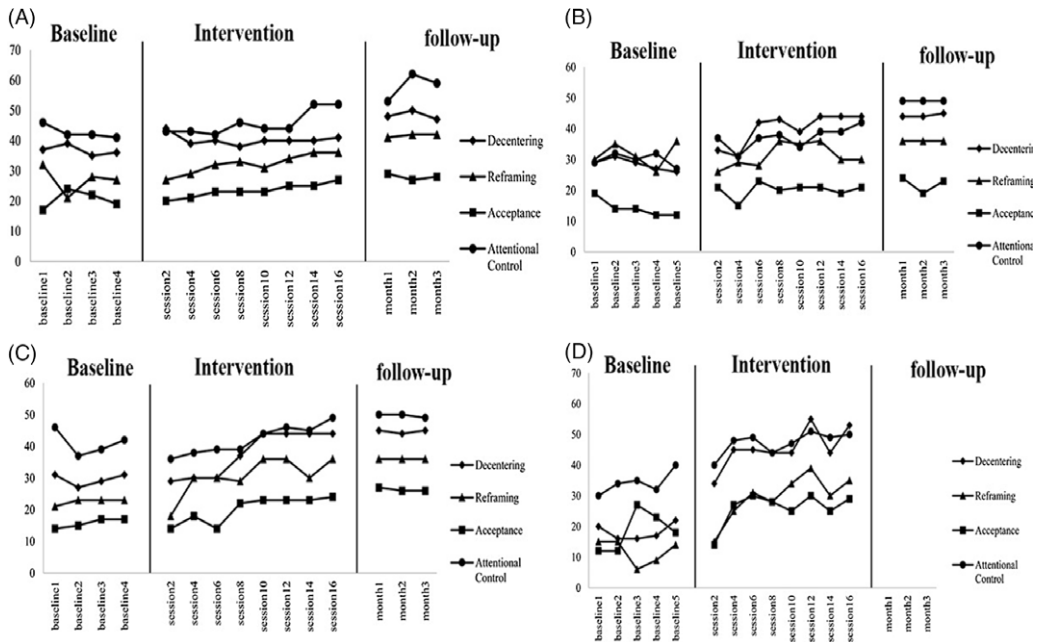 (A)
Baseline
Intervention
follow-up
70
60
50
40
30
20
10
0
baseline1
baseline2
baseline3
baseline4
session2
session4
session6
session8
session10
session12
session14
session16
month1
month2
month3
Decentering
Reframing
Acceptance
Attentional
Control
(B)
Baseline
Intervention
follow-up
60
50
40
30
20
10
0
baseline1
baseline2
baseline3
baseline4
baseline5
session2
session4
session6
session8
session10
session12
session14
session16
month1
month2
month3
Decentering
Reframing
Acceptance
Attentional
Control
(C)
Baseline
Intervention
follow-up
60
50
40
30
20
10
0
baseline1
baseline2
baseline3
baseline4
session2
session4
session6
session8
session10
session12
session14
session16
month1
month2
month3
Decentering
Reframing
Acceptance
Attentional
Control
(D)
Baseline
Intervention
follow-up
70
60
50
40
30
20
10
0
baseline1
baseline2
baseline3
baseline4
baseline5
session2
session4
session6
session8
session10
session12
session14
session16
month1
month2
month3
Decentering
Reframing
Acceptance
Attentional
Control